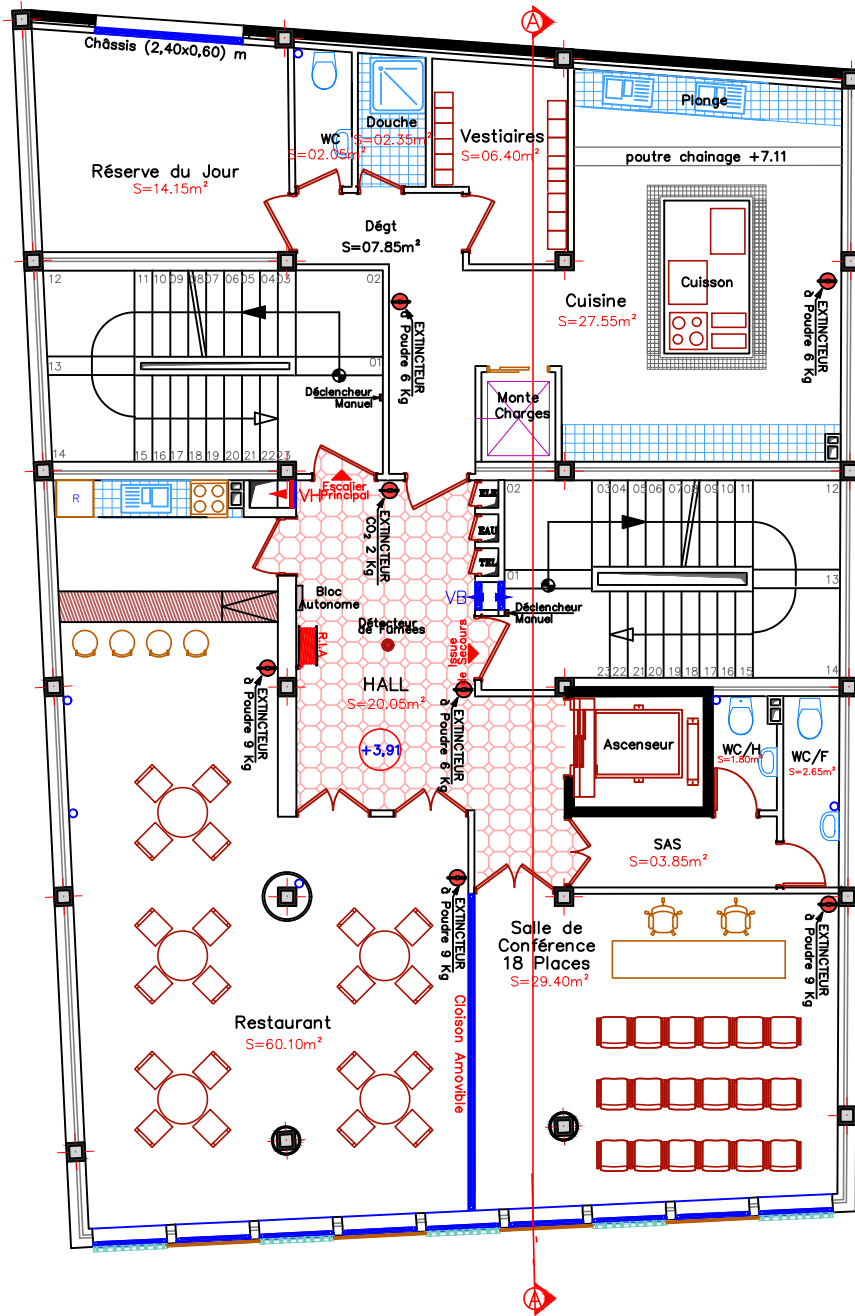 A
Châssis (2,40x0,60) m
Plonge
Douche
S=02.35m²
WC
S=02.05m²
Vestiaires
S=06.40m²
poutre chainage +7.11
Réserve du Jour
S=14.15m²
Dégt
S=07.85m²
12
11 10 09 08 07 06 05 04 03
02
Cuisson
Cuisine
S=27.55m²
EXTINCTEUR
à Poudre 6 Kg
EXTINCTEUR
à Poudre 6 Kg
13
01
Déclencheur
Manuel
Monte
Charges
14
15 16 17 18 19 20 21 22 23
R
VH
Escalier
Principal
EXTINCTEUR
CO₂ 2 Kg
ELE
EAU
TEL
02
03 04 05 06 07 08 09 10 11
12
01
13
VB
Déclencheur
Manuel
Bloc
Autonome
Détecteur
de Fumées
R.I.A
Issue
de Secours
23 22 21 20 19 18 17 16 15
14
HALL
S=20.05m²
+3,91
EXTINCTEUR
à Poudre 9 Kg
EXTINCTEUR
à Poudre 6 Kg
Ascenseur
WC/H
S=1.80m²
WC/F
S=2.65m²
SAS
S=03.85m²
EXTINCTEUR
à Poudre 9 Kg
EXTINCTEUR
à Poudre 9 Kg
Salle de
Conférence
18 Places
S=29.40m²
Restaurant
S=60.10m²
Cloison Amovible
A